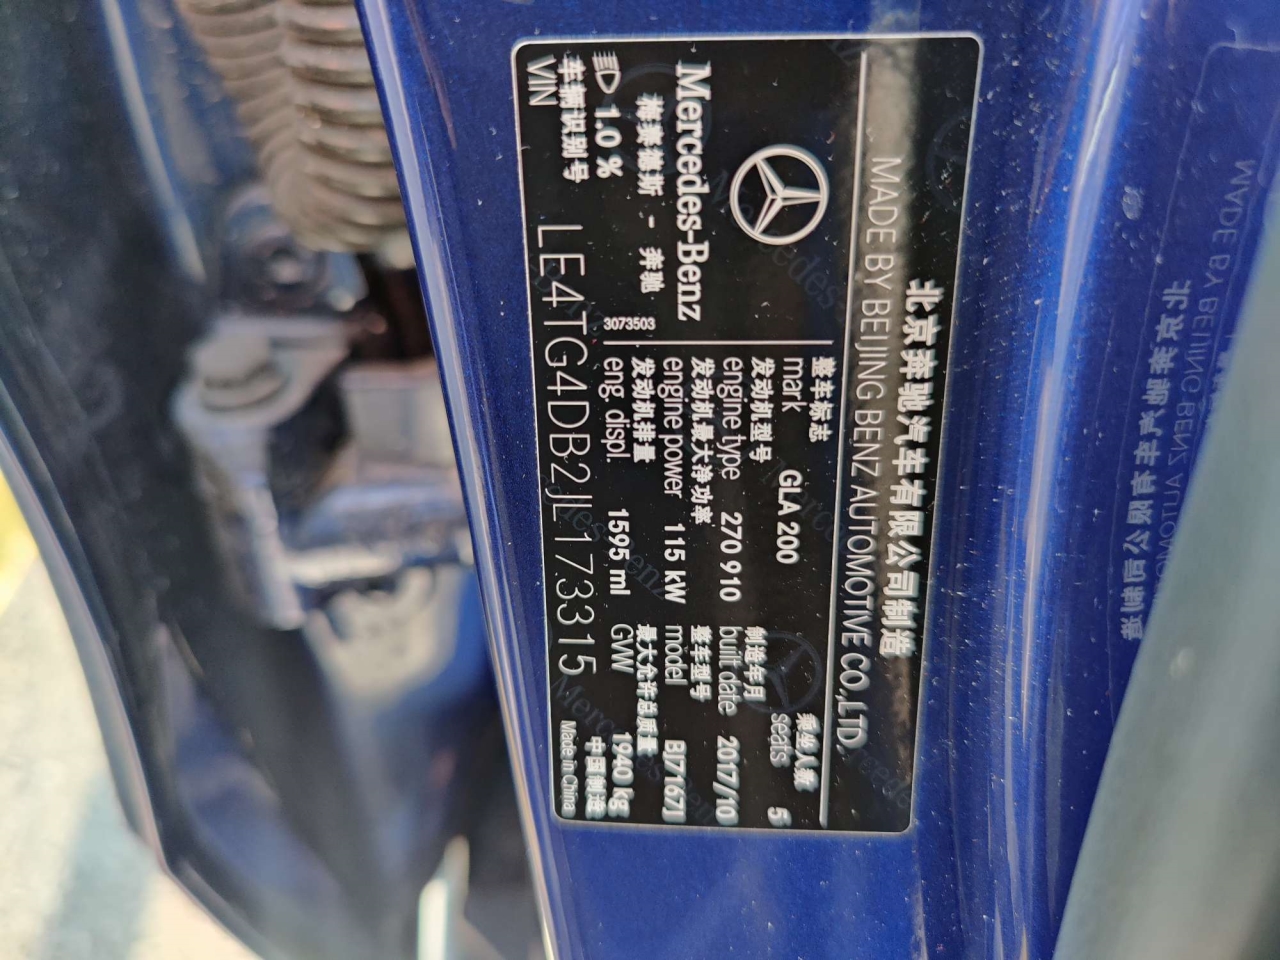 北京奔驰汽车有限公司制造
MADE BY BEIJING BENZ AUTOMOTIVE CO.,LTD.
Mercedes-Benz
梅赛德斯 - 奔驰
1.0 %
3073503
整车标志
mark GLA 200
乘坐人数
seats 5
发动机型号
engine type 270 910
制造年月
built date 2017/10
发动机最大净功率
engine power 115 kW
整车型号
model BJ7167J
发动机排量
eng. displ. 1595 ml
最大允许总质量
GVW 1940 kg
车辆识别号
VIN LE4TG4DB2JL173315
中国制造
Made in China